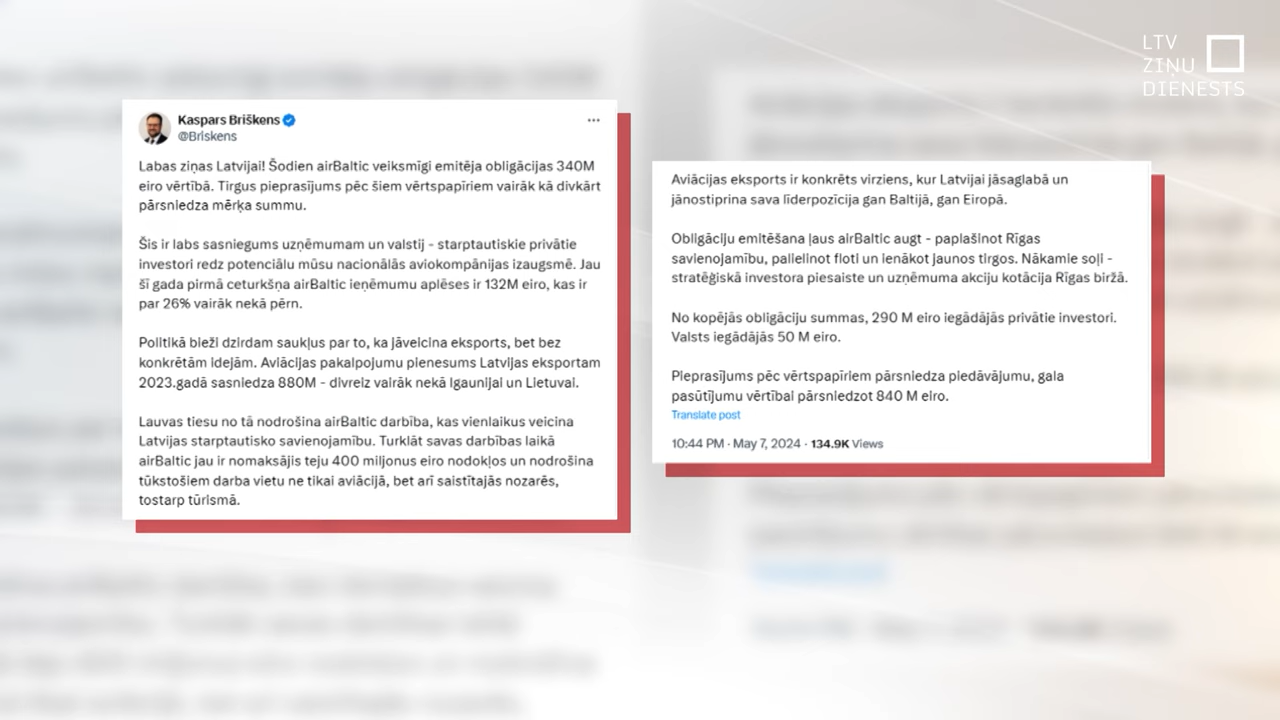 LTV
ZIŅU
DIENESTS
Kaspars Briškens
@Briskens
Labas ziņas Latvijai! Šodien airBaltic veiksmīgi emitēja obligācijas 340M
eiro vērtībā. Tirgus pieprasījums pēc šiem vērtspapīriem vairāk kā divkārt
pārsniedza mērķa summu.
Šis ir labs sasniegums uzņēmumam un valstij - starptautiskie privātie
investori redz potenciālu mūsu nacionālās aviokompānijas izaugsmē. Jau
šī gada pirmā ceturkšņa airBaltic ieņēmumu aplēses ir 132M eiro, kas ir
par 26% vairāk nekā pērn.
Politikā bieži dzirdam saukļus par to, ka jāveicina eksports, bet bez
konkrētām idejām. Aviācijas pakalpojumu pienesums Latvijas eksportam
2023.gadā sasniedza 880M - divreiz vairāk nekā Igaunijai un Lietuvai.
Lauvas tiesu no tā nodrošina airBaltic darbība, kas vienlaikus veicina
Latvijas starptautisko savienojamību. Turklāt savas darbības laikā
airBaltic jau ir nomaksājis teju 400 miljonus eiro nodokļos un nodrošina
tūkstošiem darba vietu ne tikai aviācijā, bet arī saistītajās nozarēs,
tostarp tūrismā.
Aviācijas eksports ir konkrēts virziens, kur Latvijai jāsaglabā un
jānostiprina sava līderpozīcija gan Baltijā, gan Eiropā.
Obligāciju emitēšana ļaus airBaltic augt - paplašinot Rīgas
savienojamību, palielinot floti un ienākot jaunos tirgos. Nākamie soļi -
stratēģiskā investora piesaiste un uzņēmuma akciju kotācija Rīgas biržā.
No kopējās obligāciju summas, 290 M eiro iegādājās privātie investori.
Valsts iegādājās 50 M eiro.
Pieprasījums pēc vērtspapīriem pārsniedza piedāvājumu, gala
pasūtījumu vērtībai pārsniedzot 840 M eiro.
Translate post
10:44 PM · May 7, 2024 · 134.9K Views